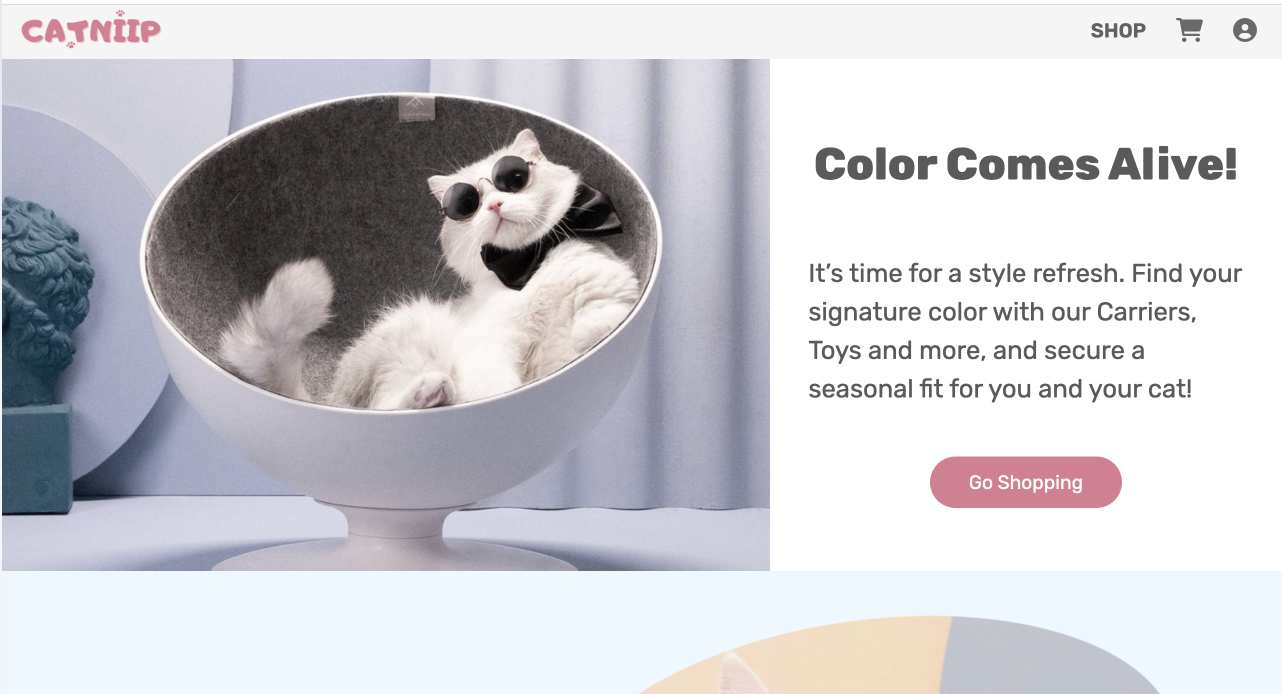 CATNIIP
SHOP
Color Comes Alive!
It’s time for a style refresh. Find your
signature color with our Carriers,
Toys and more, and secure a
seasonal fit for you and your cat!
Go Shopping